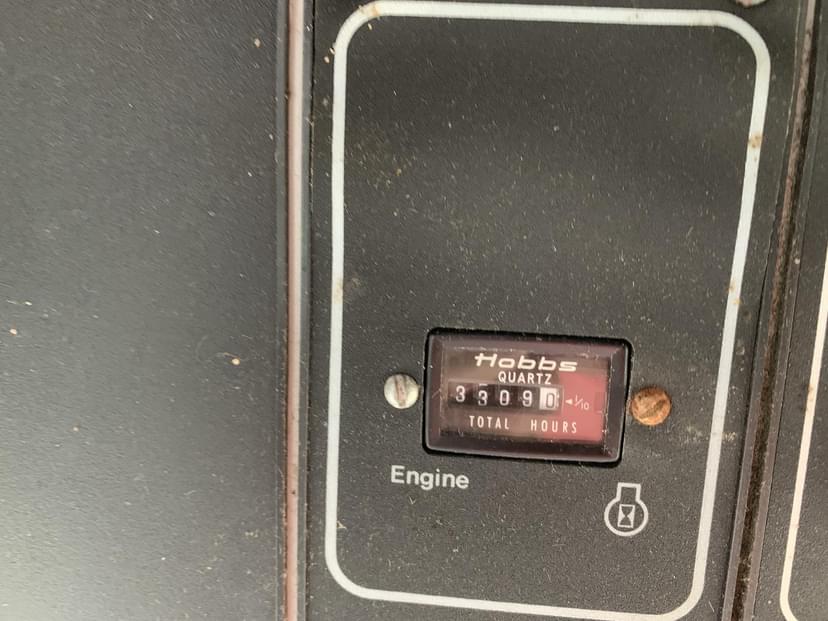 Hobbs
QUARTZ
33090 ◄1/10
TOTAL HOURS
Engine